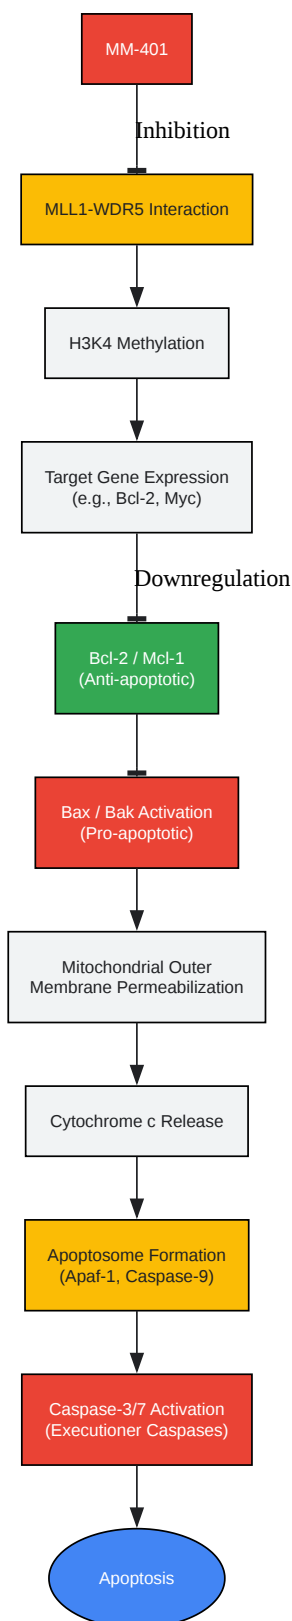 MM-401
Inhibition
MLL1-WDR5 Interaction
H3K4 Methylation
Target Gene Expression
(e.g., Bcl-2, Myc)
Downregulation
Bcl-2 / Mcl-1
(Anti-apoptotic)
Bax / Bak Activation
(Pro-apoptotic)
Mitochondrial Outer
Membrane Permeabilization
Cytochrome c Release
Apoptosome Formation
(Apaf-1, Caspase-9)
Caspase-3/7 Activation
(Executioner Caspases)
Apoptosis